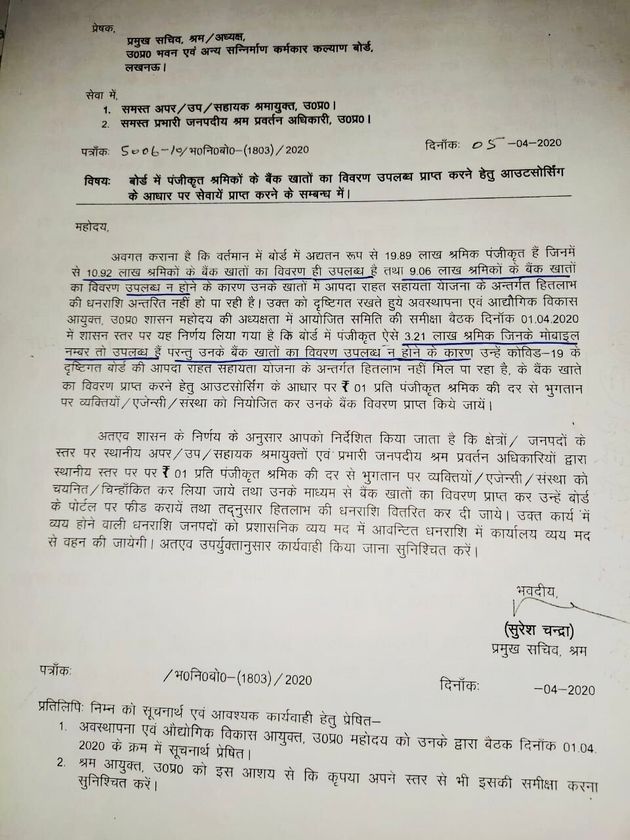 प्रेषक,
प्रमुख सचिव, श्रम/अध्यक्ष,
उ0प्र0 भवन एवं अन्य सन्निर्माण कर्मकार कल्याण बोर्ड,
लखनऊ।
सेवा में,
1. समस्त अपर/उप/सहायक श्रमायुक्त, उ0प्र0।
2. समस्त प्रभारी जनपदीय श्रम प्रवर्तन अधिकारी, उ0प्र0।
पत्राँकः 5006-10/भ0नि0बो0-(1803)/2020 दिनाँकः 05-04-2020
विषयः बोर्ड में पंजीकृत श्रमिकों के बैंक खातों का विवरण उपलब्ध प्राप्त करने हेतु आउटसोर्सिंग
के आधार पर सेवायें प्राप्त करने के सम्बन्ध में।
महोदय,
अवगत कराना है कि वर्तमान में बोर्ड में अद्यतन रूप से 19.89 लाख श्रमिक पंजीकृत हैं जिनमें
से 10.92 लाख श्रमिकों के बैंक खातों का विवरण ही उपलब्ध है तथा 9.06 लाख श्रमिकों के बैंक खातों
का विवरण उपलब्ध न होने के कारण उनके खातों में आपदा राहत सहायता योजना के अन्तर्गत हितलाभ
की धनराशि अन्तरित नहीं हो पा रही है। उक्त को दृष्टिगत रखते हुये अवस्थापना एवं आद्यौगिक विकास
आयुक्त, उ0प्र0 शासन महोदय की अध्यक्षता में आयोजित समिति की समीक्षा बैठक दिनाँक 01.04.2020
में शासन स्तर पर यह निर्णय लिया गया है कि बोर्ड में पंजीकृत ऐसे 3.21 लाख श्रमिक जिनके मोबाइल
नम्बर तो उपलब्ध हैं परन्तु उनके बैंक खातों का विवरण उपलब्ध न होने के कारण उन्हें कोविड-19 के
दृष्टिगत बोर्ड की आपदा राहत सहायता योजना के अन्तर्गत हितलाभ नहीं मिल पा रहा है, के बैंक खाते
का विवरण प्राप्त करने हेतु आउटसोर्सिंग के आधार पर ₹ 01 प्रति पंजीकृत श्रमिक की दर से भुगतान
पर व्यक्तियों/एजेन्सी/संस्था को नियोजित कर उनके बैंक विवरण प्राप्त किये जायें।
अतएव शासन के निर्णय के अनुसार आपको निर्देशित किया जाता है कि क्षेत्रों/ जनपदों के
स्तर पर स्थानीय अपर/उप/सहायक श्रमायुक्तों एवं प्रभारी जनपदीय श्रम प्रवर्तन अधिकारियों द्वारा
स्थानीय स्तर पर पर ₹ 01 प्रति पंजीकृत श्रमिक की दर से भुगतान पर व्यक्तियों/एजेन्सी/संस्था को
चयनित/चिन्हाँकित कर लिया जाये तथा उनके माध्यम से बैंक खातों का विवरण प्राप्त कर उन्हें बोर्ड
के पोर्टल पर फीड करायें तथा तद्नुसार हितलाभ की धनराशि वितरित कर दी जाये। उक्त कार्य में
व्यय होने वाली धनराशि जनपदों को प्रशासनिक व्यय मद में आवन्टित धनराशि में कार्यालय व्यय मद
से वहन की जायेगी। अतएव उपर्युक्तानुसार कार्यवाही किया जाना सुनिश्चित करें।
भवदीय,
(सुरेश चन्द्रा)
प्रमुख सचिव, श्रम
पत्राँकः /भ0नि0बो0-(1803)/2020 दिनाँकः -04-2020
प्रतिलिपिः निम्न को सूचनार्थ एवं आवश्यक कार्यवाही हेतु प्रेषित-
1. अवस्थापना एवं औद्योगिक विकास आयुक्त, उ0प्र0 महोदय को उनके द्वारा बैठक दिनाँक 01.04.
2020 के क्रम में सूचनार्थ प्रेषित।
2. श्रम आयुक्त, उ0प्र0 को इस आशय से कि कृपया अपने स्तर से भी इसकी समीक्षा करना
सुनिश्चित करें।